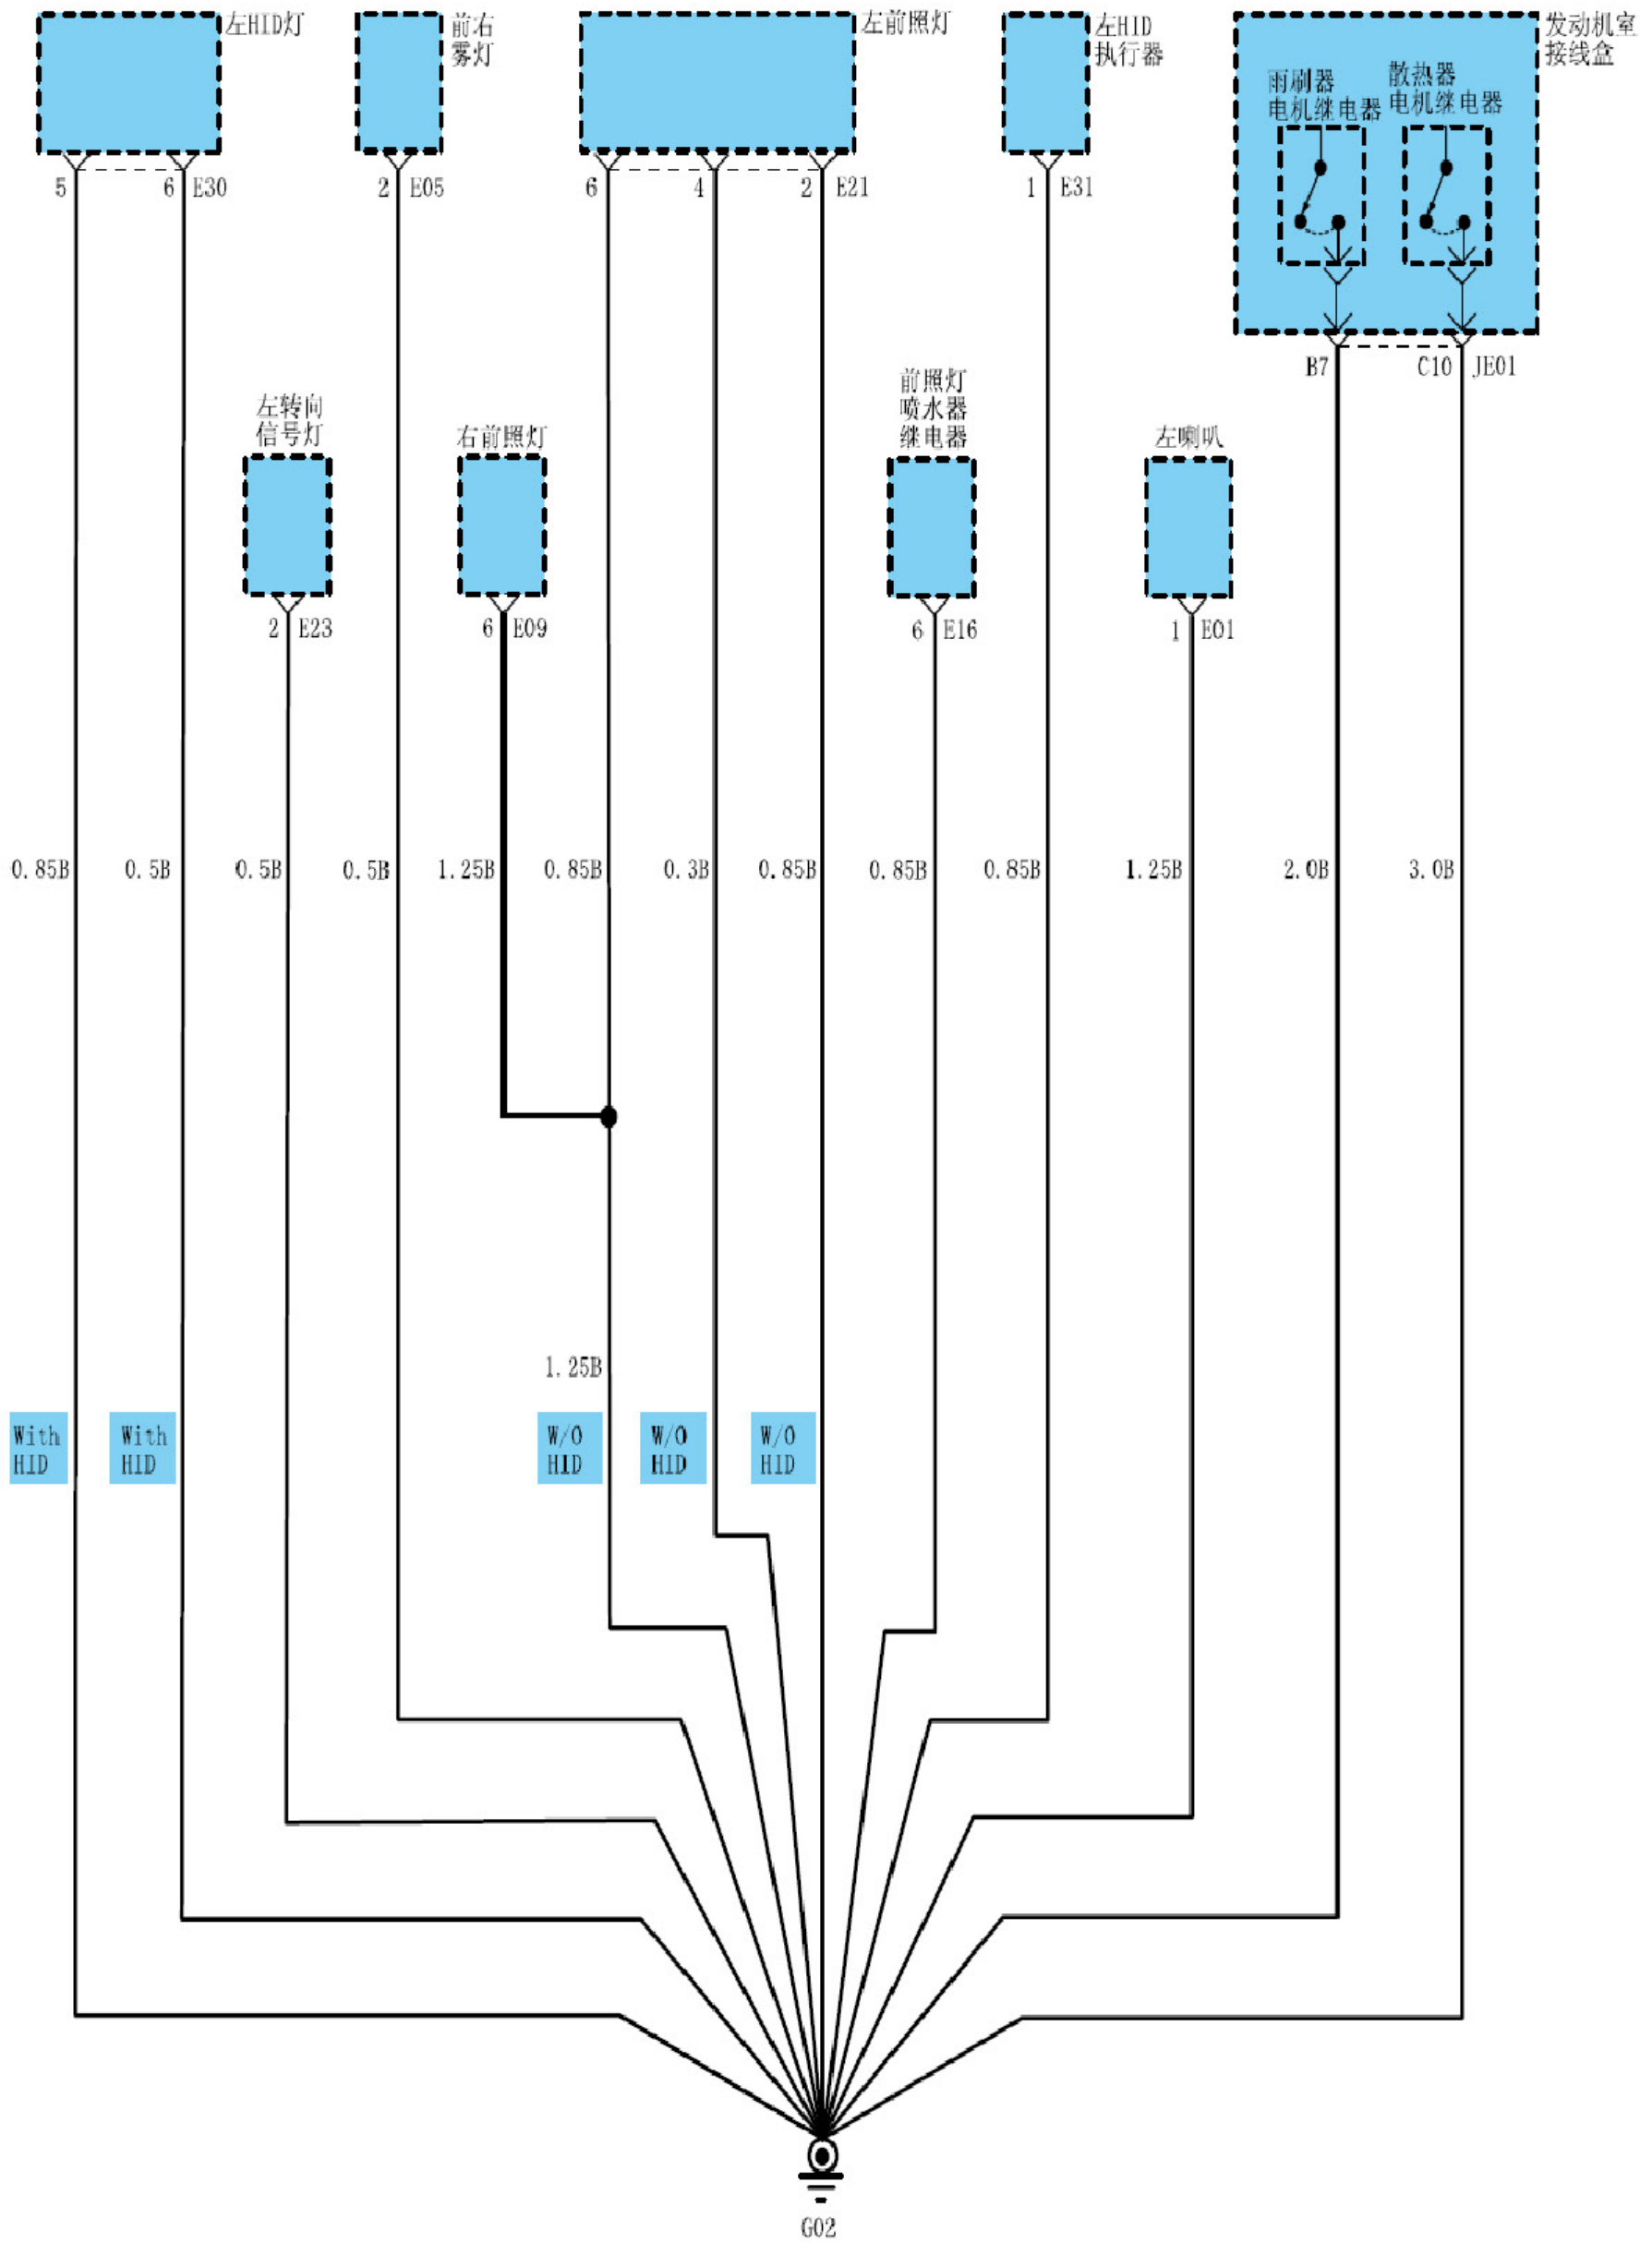 左HID灯
前右
雾灯
左前照灯
左HID
执行器
发动机室
接线盒
雨刷器
电机继电器
散热器
电机继电器
5
6 E30
2 E05
6
4
2 E21
1 E31
B7
C10 JE01
左转向
信号灯
右前照灯
前照灯
喷水器
继电器
左喇叭
2 E23
6 E09
6 E16
1 E01
0.85B
0.5B
0.5B
0.5B
1.25B
0.85B
0.3B
0.85B
0.85B
0.85B
1.25B
2.0B
3.0B
1.25B
With
HID
With
HID
W/O
HID
W/O
HID
W/O
HID
G02